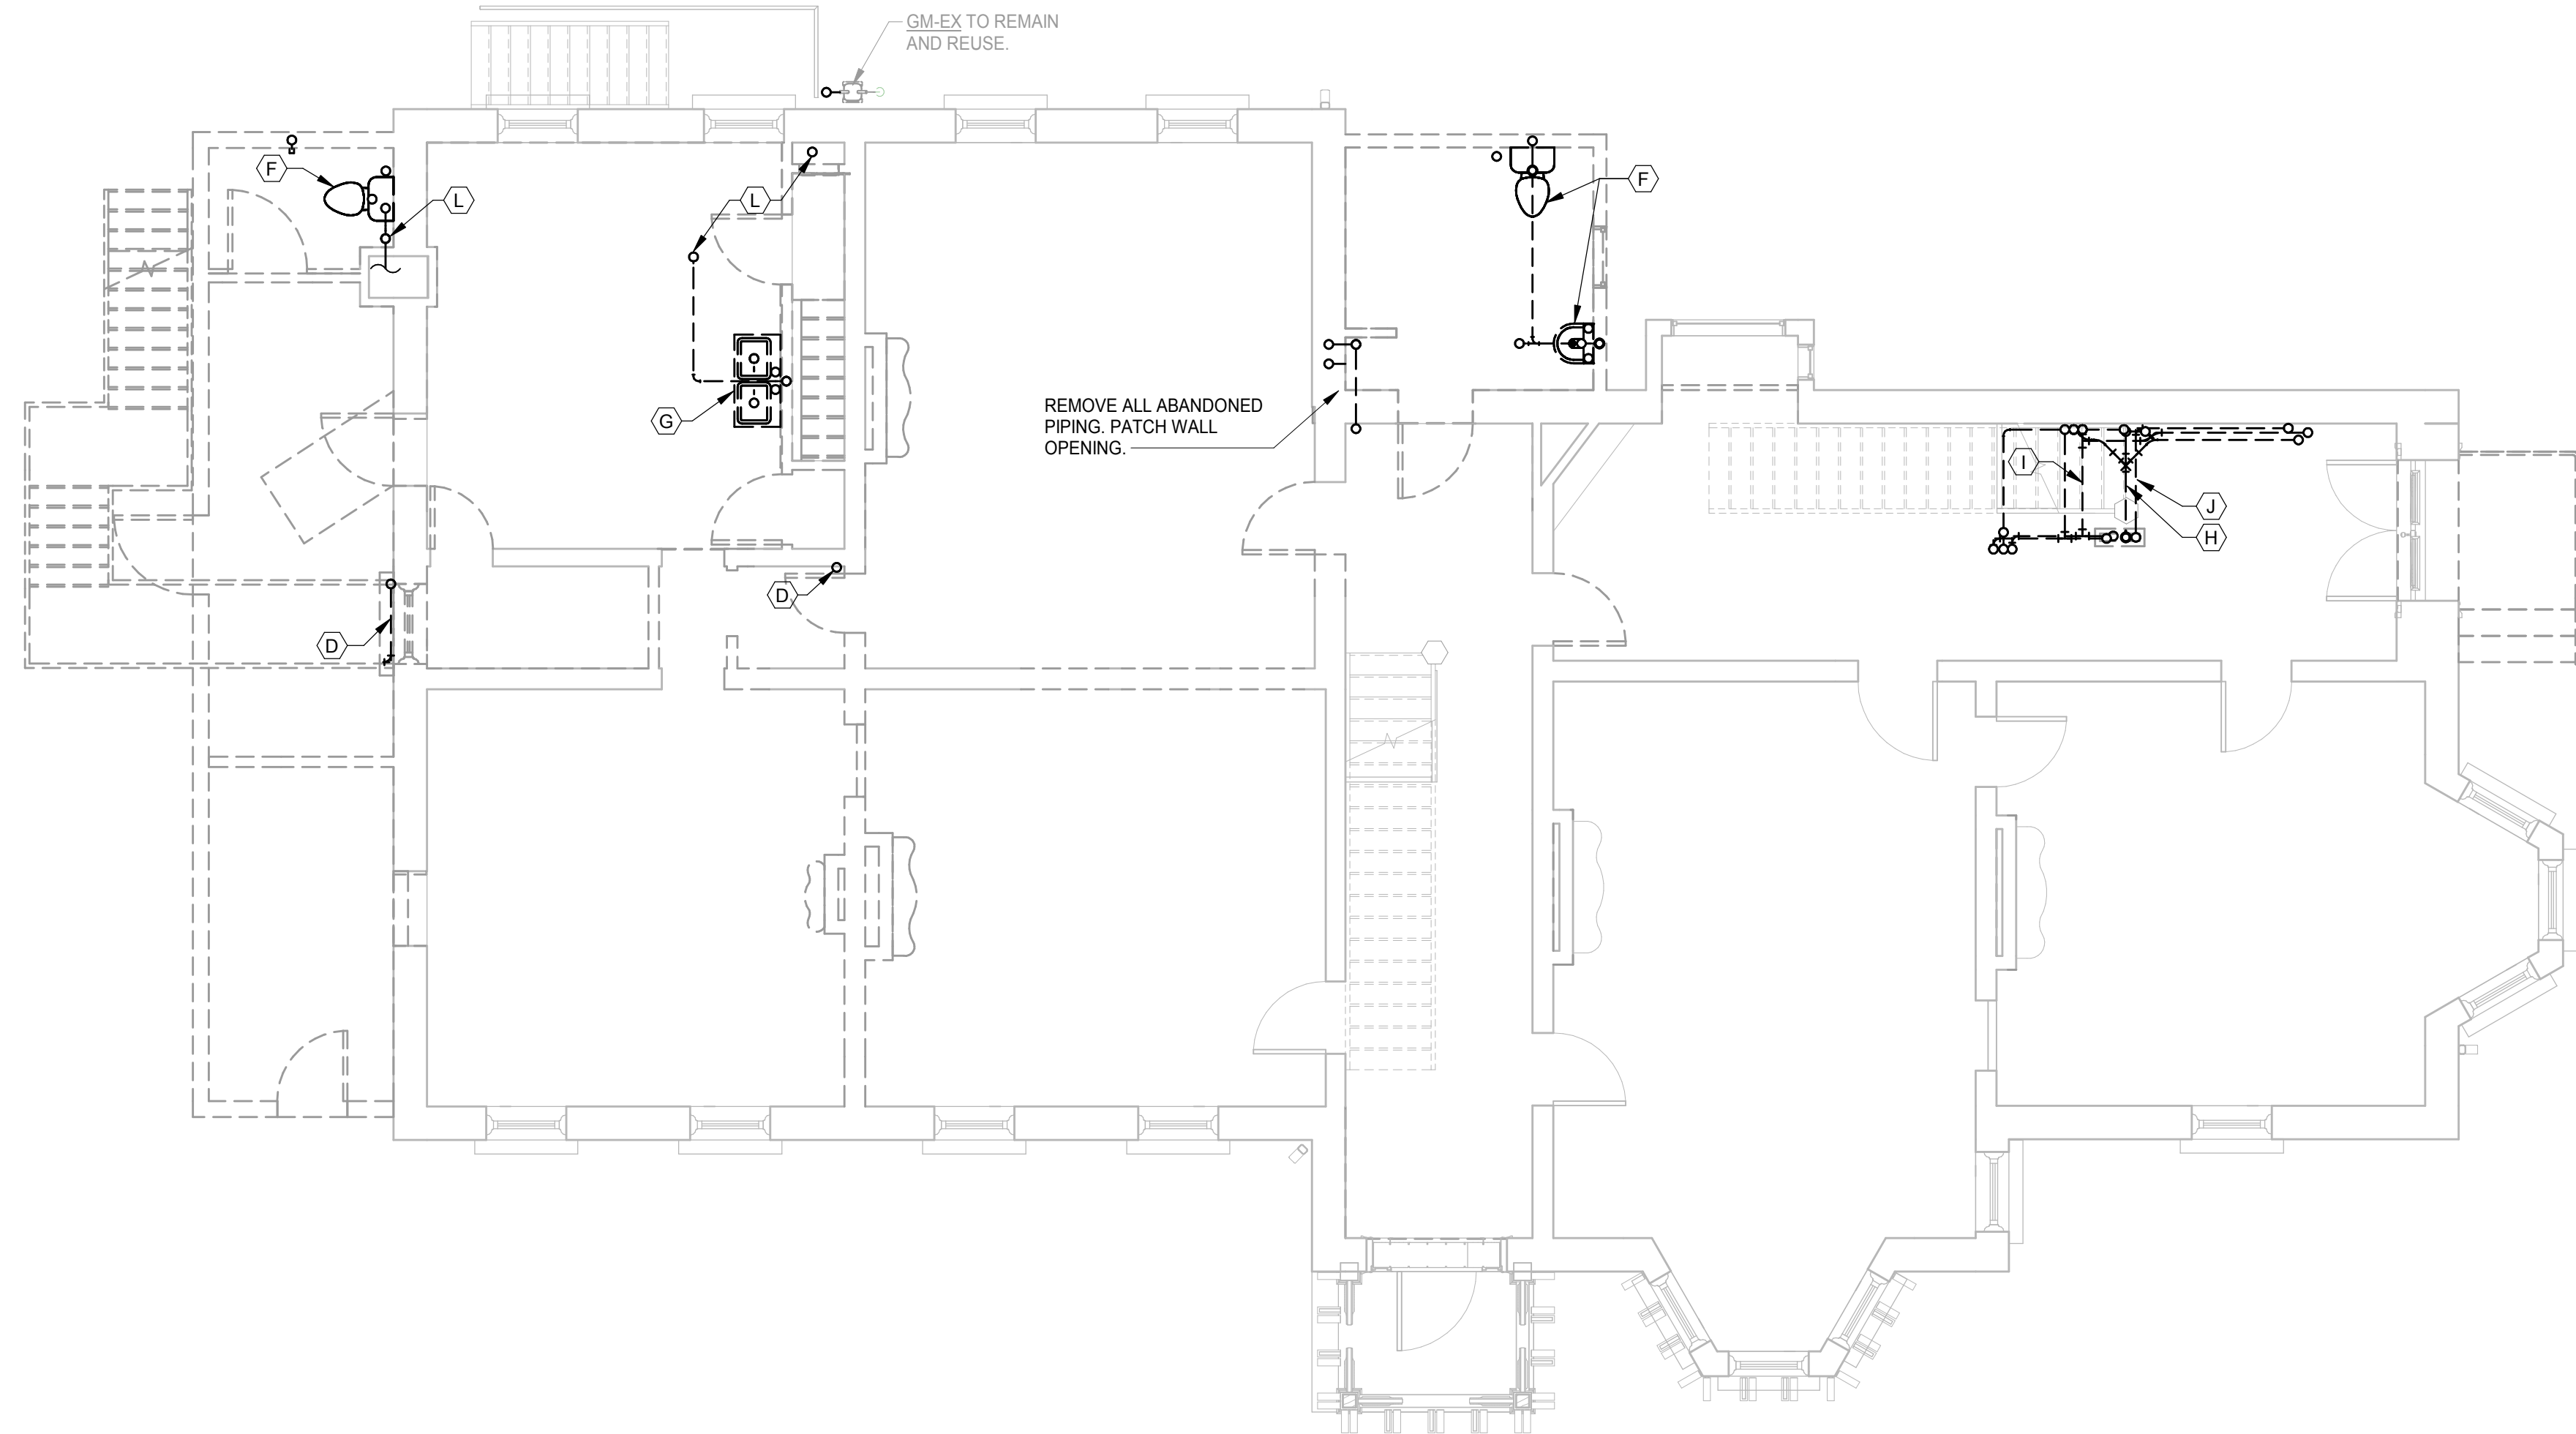 GM-EX TO REMAIN
AND REUSE.
F
L
L
F
G
REMOVE ALL ABANDONED
PIPING. PATCH WALL
OPENING.
I
J
H
D
D